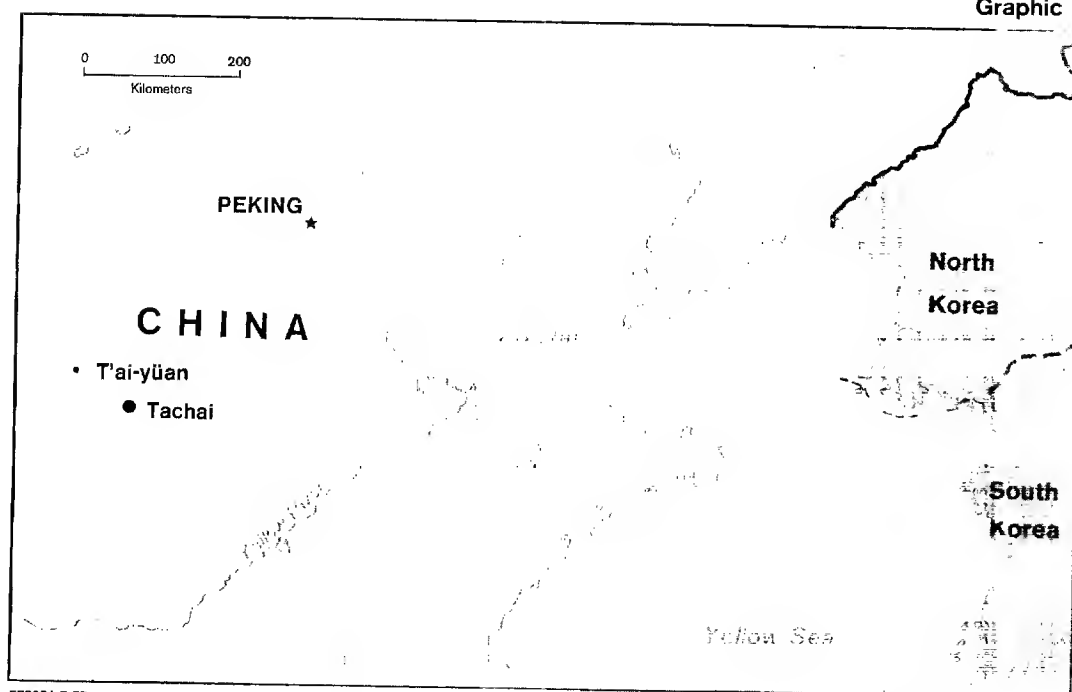 Graphic
0 100 200
Kilometers
PEKING
North
Korea
CHINA
T'ai-yüan
Tachai
South
Korea
Yellow Sea